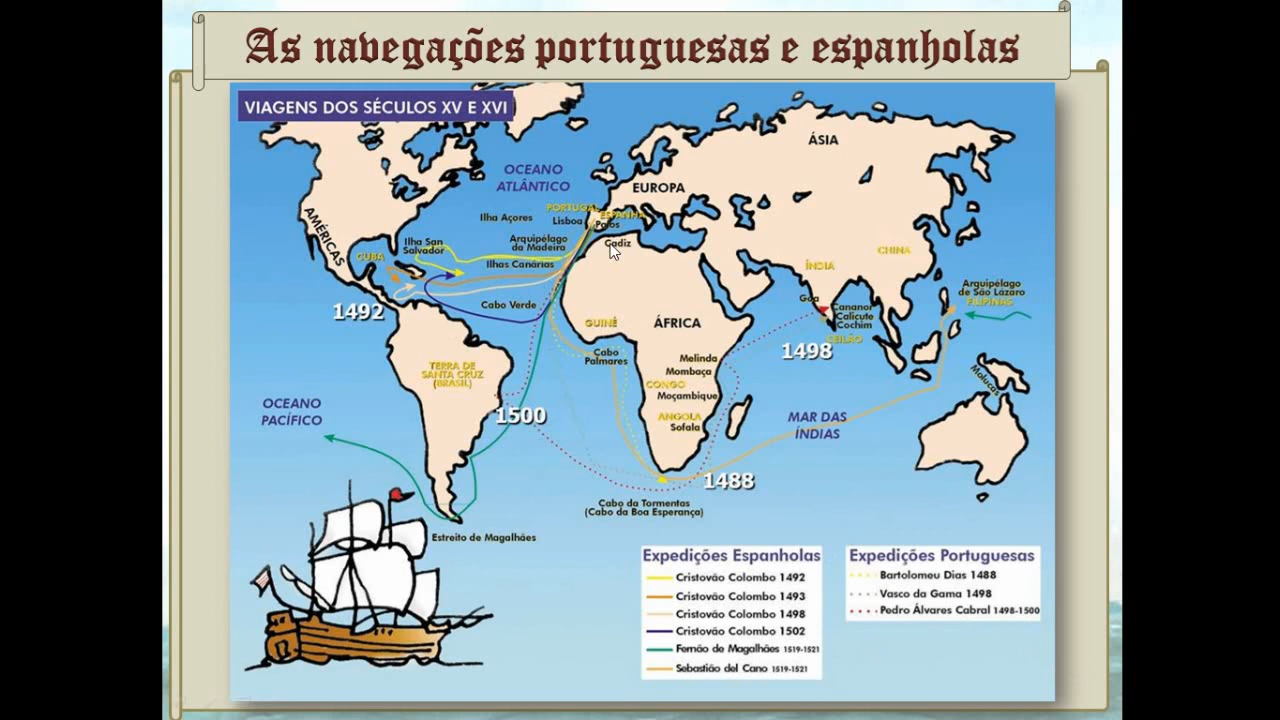 As navegações portuguesas e espanholas
VIAGENS DOS SÉCULOS XV E XVI
ÁSIA
OCEANO
ATLÂNTICO
EUROPA
PORTUGAL
ESPANHA
Ilha Açores
Lisboa
Palos
AMÉRICAS
Ilha San
Salvador
Arquipélago
da Madeira
Cadiz
CUBA
Ilhas Canárias
CHINA
ÍNDIA
Arquipélago
de São Lázaro
FILIPINAS
1492
Cabo Verde
Goa
Cananor
Calicute
Cochim
CEILÃO
GUINÉ
ÁFRICA
1498
Cabo
Palmares
Melinda
Mombaça
TERRA DE
SANTA CRUZ
(BRASIL)
CONGO
Moçambique
Molucas
OCEANO
PACÍFICO
1500
ANGOLA
Sofala
MAR DAS
ÍNDIAS
1488
Cabo da Tormentas
(Cabo da Boa Esperança)
Estreito de Magalhães
Expedições Espanholas
Cristovão Colombo 1492
Cristovão Colombo 1493
Cristovão Colombo 1498
Cristovão Colombo 1502
Fernão de Magalhães 1519-1521
Sebastião del Cano 1519-1521
Expedições Portuguesas
Bartolomeu Dias 1488
Vasco da Gama 1498
Pedro Álvares Cabral 1498-1500